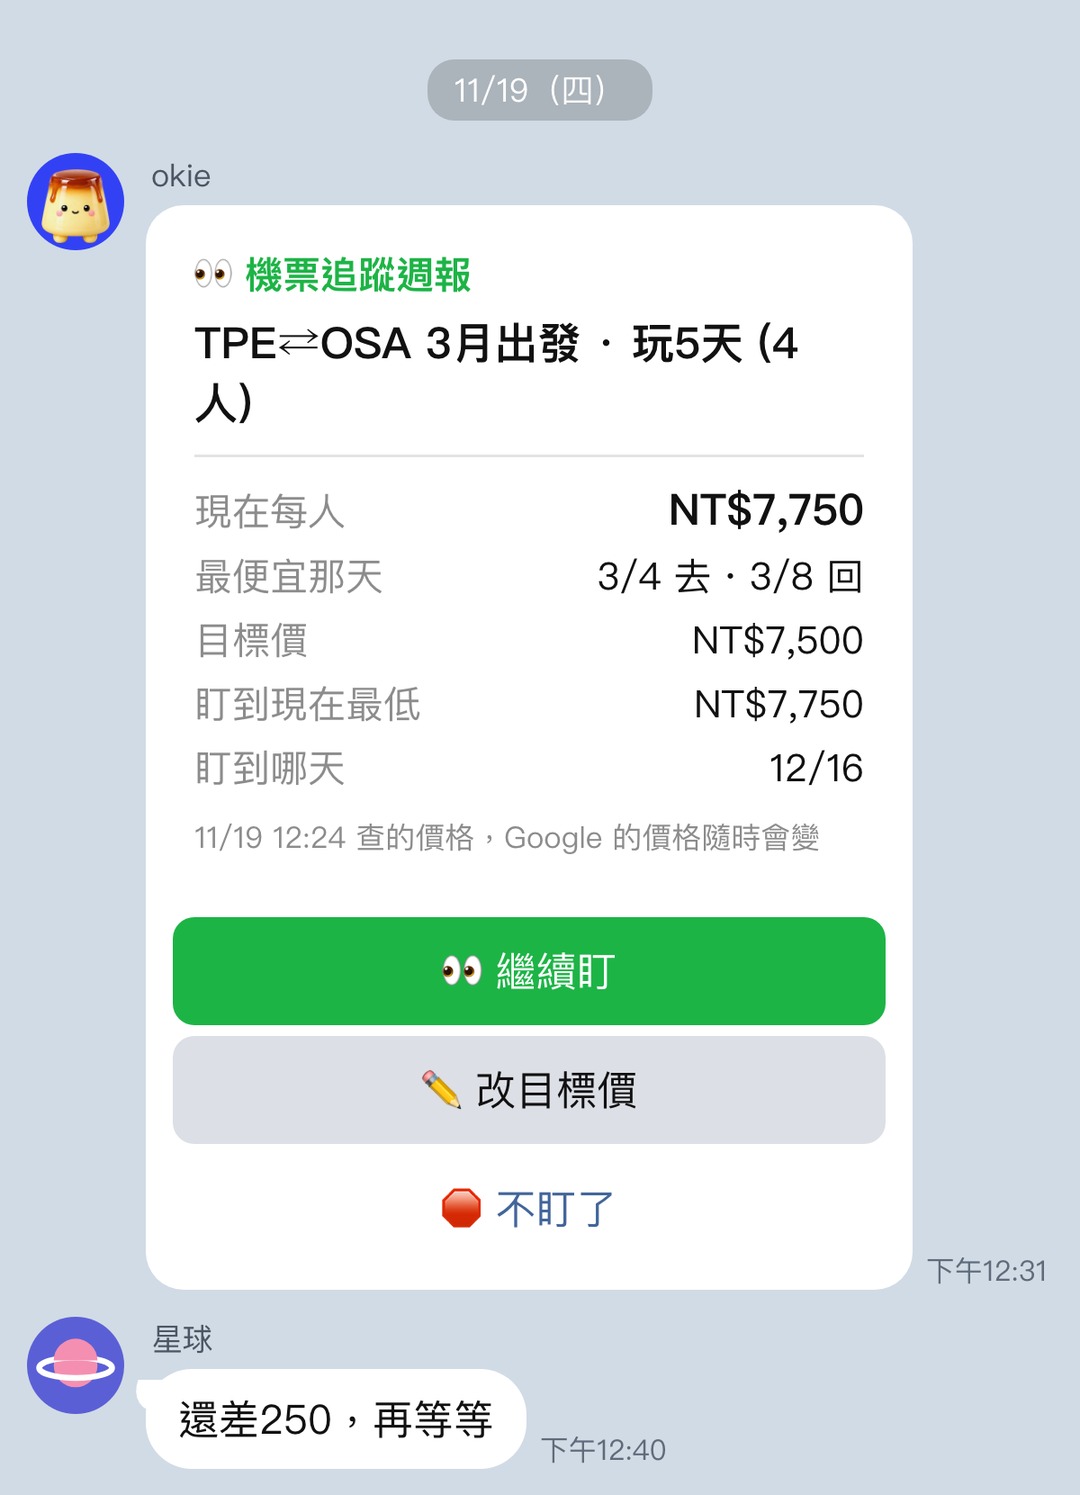 11/19（四）
okie
👀 機票追蹤週報
TPE⇄OSA 3月出發・玩5天 (4
人)
現在每人 NT$7,750
最便宜那天 3/4 去・3/8 回
目標價 NT$7,500
盯到現在最低 NT$7,750
盯到哪天 12/16
11/19 12:24 查的價格，Google 的價格隨時會變
👀 繼續盯
✏️ 改目標價
🛑 不盯了
下午12:31
星球
還差250，再等等
下午12:40